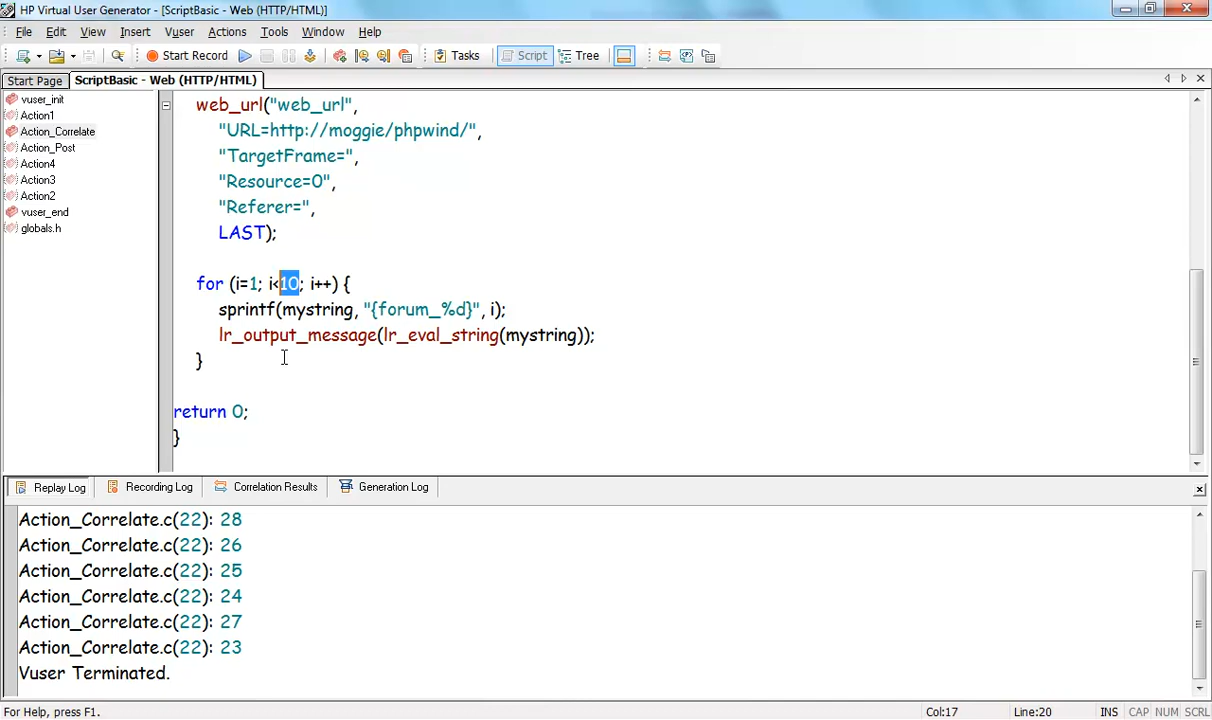 HP Virtual User Generator - [ScriptBasic - Web (HTTP/HTML)]
File Edit View Insert Vuser Actions Tools Window Help
Start Record Tasks Script Tree
Start Page ScriptBasic - Web (HTTP/HTML)
vuser_init
Action1
Action_Correlate
Action_Post
Action4
Action3
Action2
vuser_end
globals.h
web_url("web_url",
"URL=http://moggie/phpwind/",
"TargetFrame=",
"Resource=0",
"Referer=",
LAST);
for (i=1; i<10; i++) {
sprintf(mystring, "{forum_%d}", i);
lr_output_message(lr_eval_string(mystring));
}
return 0;
}
Replay Log Recording Log Correlation Results Generation Log
Action_Correlate.c(22): 28
Action_Correlate.c(22): 26
Action_Correlate.c(22): 25
Action_Correlate.c(22): 24
Action_Correlate.c(22): 27
Action_Correlate.c(22): 23
Vuser Terminated.
For Help, press F1. Col:17 Line:20 INS CAP NUM SCRL